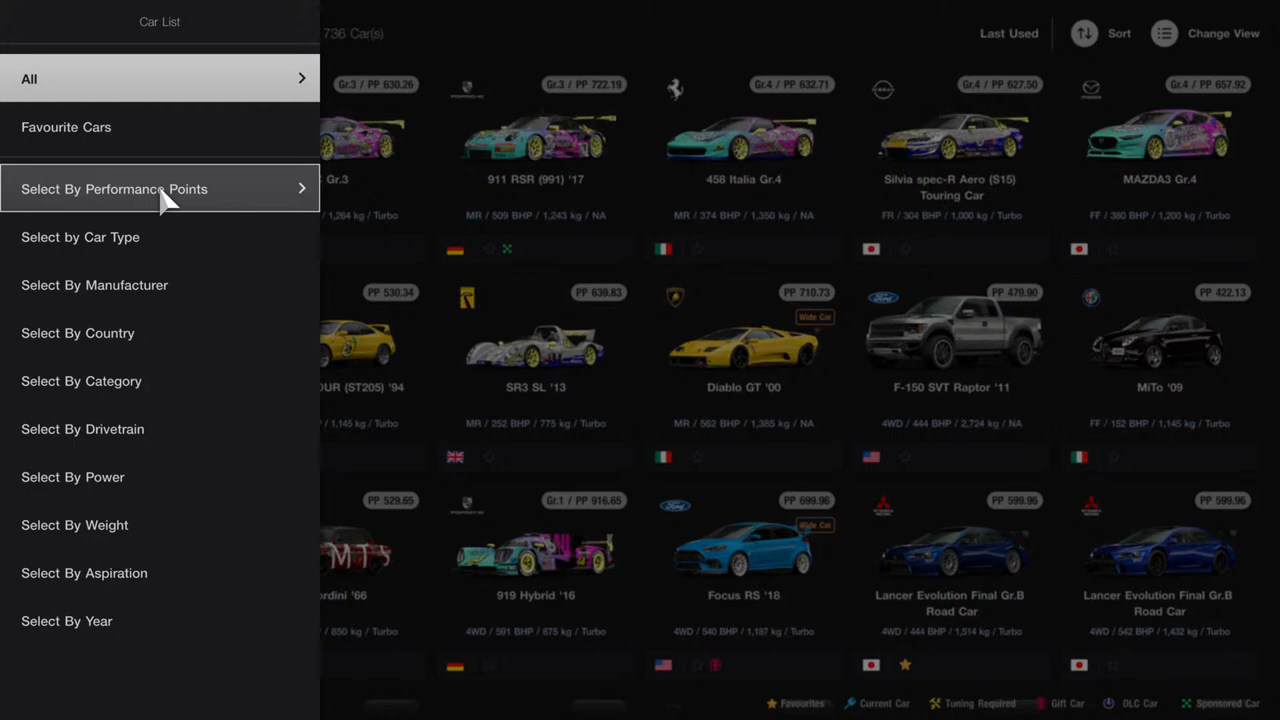 Car List
All
Favourite Cars
Select By Performance Points
Select by Car Type
Select By Manufacturer
Select By Country
Select By Category
Select By Drivetrain
Select By Power
Select By Weight
Select By Aspiration
Select By Year
736 Car(s)
Last Used
Sort
Change View
Gr.3 / PP 630.26
Gr.3
1,264 kg / Turbo
Gr.3 / PP 722.19
911 RSR (991) '17
MR / 509 BHP / 1,243 kg / NA
Gr.4 / PP 632.71
458 Italia Gr.4
MR / 374 BHP / 1,350 kg / NA
Gr.4 / PP 627.50
Silvia spec-R Aero (S15)
Touring Car
FR / 304 BHP / 1,000 kg / Turbo
Gr.4 / PP 657.92
MAZDA3 Gr.4
FF / 380 BHP / 1,200 kg / Turbo
PP 530.34
OUR (ST205) '94
1,145 kg / Turbo
PP 639.83
SR3 SL '13
MR / 252 BHP / 775 kg / Turbo
PP 710.73
Wide Car
Diablo GT '00
MR / 562 BHP / 1,385 kg / NA
PP 479.90
F-150 SVT Raptor '11
4WD / 444 BHP / 2,724 kg / NA
PP 422.13
MiTo '09
FF / 152 BHP / 1,145 kg / Turbo
PP 529.65
MTS
ordini '66
850 kg / Turbo
Gr.1 / PP 916.65
919 Hybrid '16
4WD / 591 BHP / 875 kg / Turbo
PP 699.96
Wide Car
Focus RS '18
4WD / 540 BHP / 1,187 kg / Turbo
PP 599.96
Lancer Evolution Final Gr.B
Road Car
4WD / 444 BHP / 1,514 kg / Turbo
PP 599.96
Lancer Evolution Final Gr.B
Road Car
4WD / 542 BHP / 1,432 kg / Turbo
Favourites
Current Car
Tuning Required
Gift Car
DLC Car
Sponsored Car